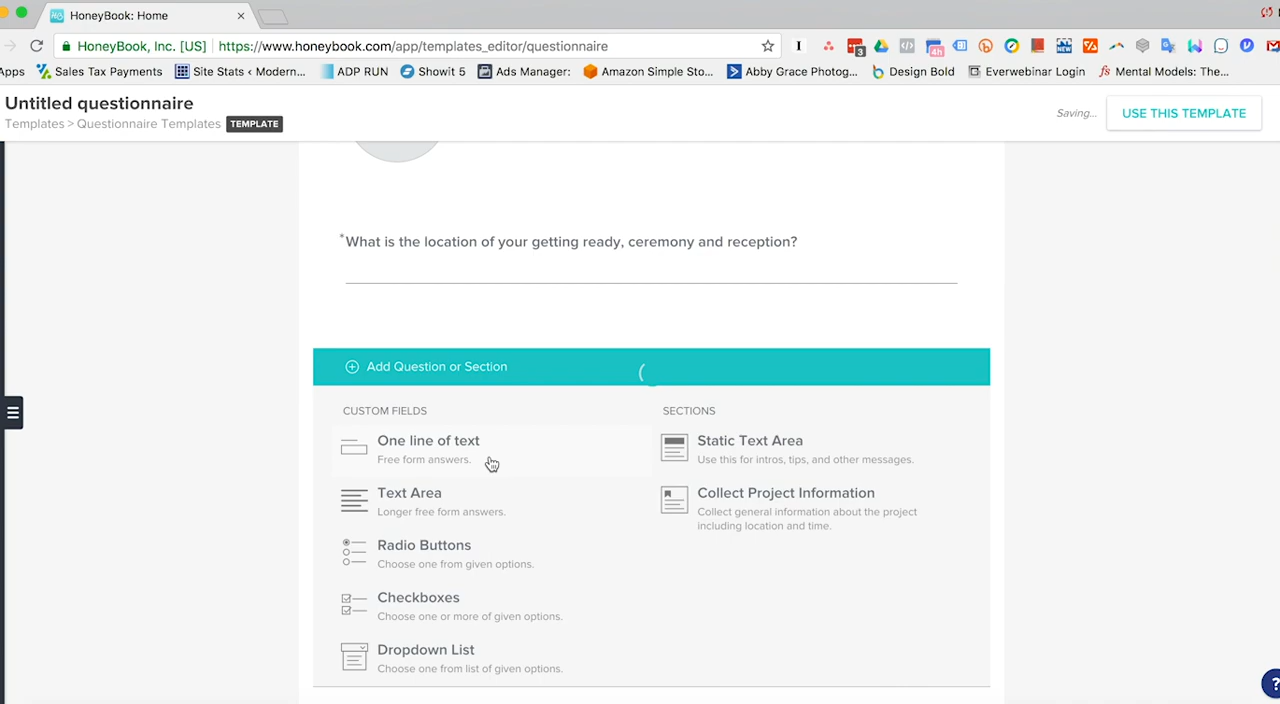 HoneyBook: Home
HoneyBook, Inc. [US] https://www.honeybook.com/app/templates_editor/questionnaire
3
4h
NEW
Apps Sales Tax Payments Site Stats ‹ Modern... ADP RUN Showit 5 Ads Manager: Amazon Simple Sto... Abby Grace Photog... Design Bold Everwebinar Login fs Mental Models: The...
Untitled questionnaire
Templates > Questionnaire Templates TEMPLATE
Saving...
USE THIS TEMPLATE
*What is the location of your getting ready, ceremony and reception?
Add Question or Section
CUSTOM FIELDS
One line of text
Free form answers.
Text Area
Longer free form answers.
Radio Buttons
Choose one from given options.
Checkboxes
Choose one or more of given options.
Dropdown List
Choose one from list of given options.
SECTIONS
Static Text Area
Use this for intros, tips, and other messages.
Collect Project Information
Collect general information about the project
including location and time.
?